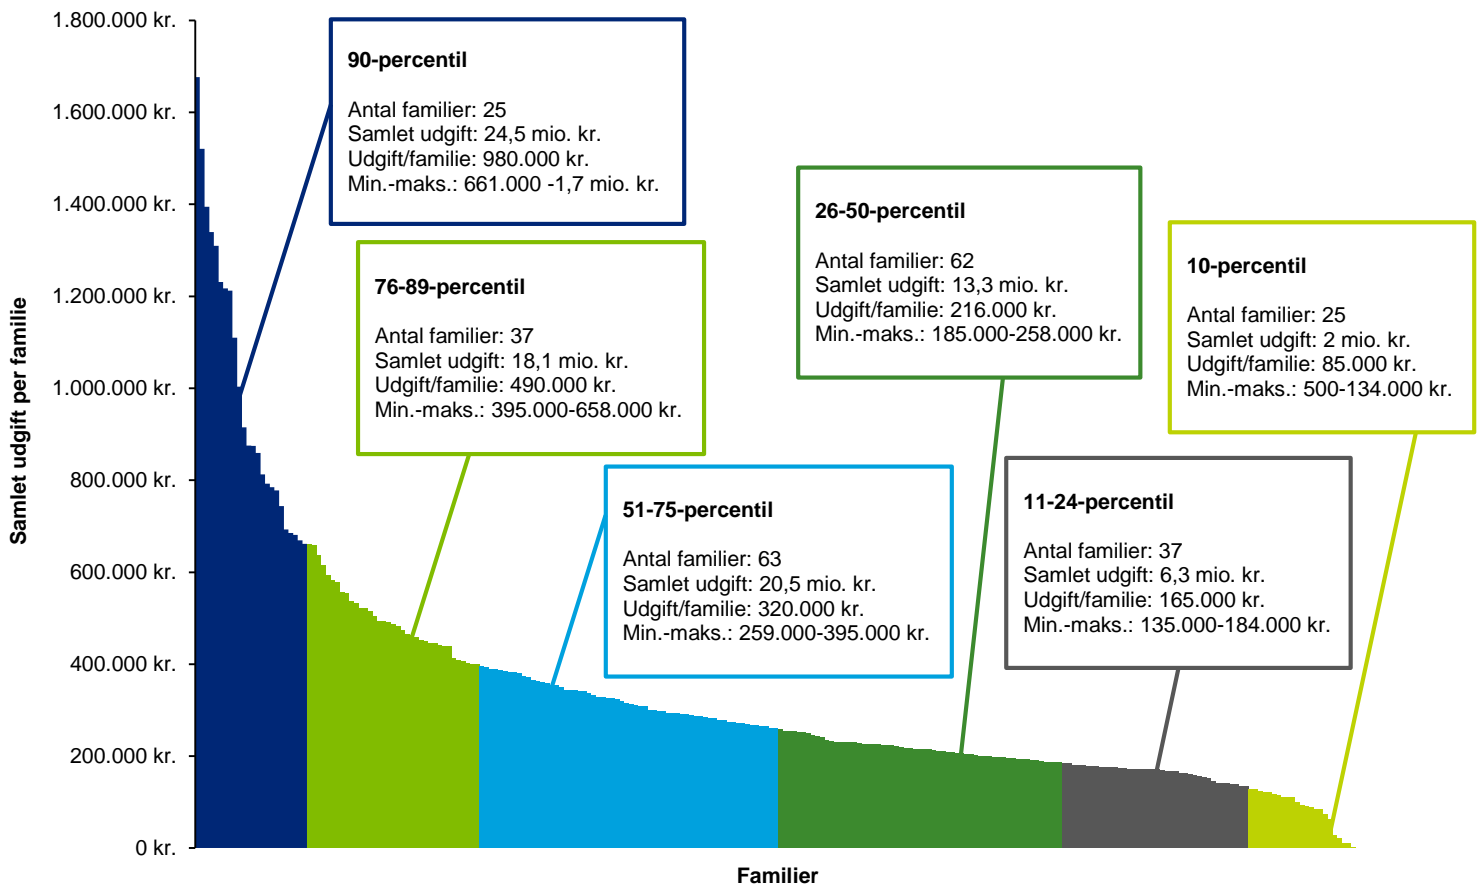 Samlet udgift per familie
1.800.000 kr.
1.600.000 kr.
1.400.000 kr.
1.200.000 kr.
1.000.000 kr.
800.000 kr.
600.000 kr.
400.000 kr.
200.000 kr.
0 kr.
90-percentil
Antal familier: 25
Samlet udgift: 24,5 mio. kr.
Udgift/familie: 980.000 kr.
Min.-maks.: 661.000 -1,7 mio. kr.
76-89-percentil
Antal familier: 37
Samlet udgift: 18,1 mio. kr.
Udgift/familie: 490.000 kr.
Min.-maks.: 395.000-658.000 kr.
51-75-percentil
Antal familier: 63
Samlet udgift: 20,5 mio. kr.
Udgift/familie: 320.000 kr.
Min.-maks.: 259.000-395.000 kr.
26-50-percentil
Antal familier: 62
Samlet udgift: 13,3 mio. kr.
Udgift/familie: 216.000 kr.
Min.-maks.: 185.000-258.000 kr.
11-24-percentil
Antal familier: 37
Samlet udgift: 6,3 mio. kr.
Udgift/familie: 165.000 kr.
Min.-maks.: 135.000-184.000 kr.
10-percentil
Antal familier: 25
Samlet udgift: 2 mio. kr.
Udgift/familie: 85.000 kr.
Min.-maks.: 500-134.000 kr.
Familier